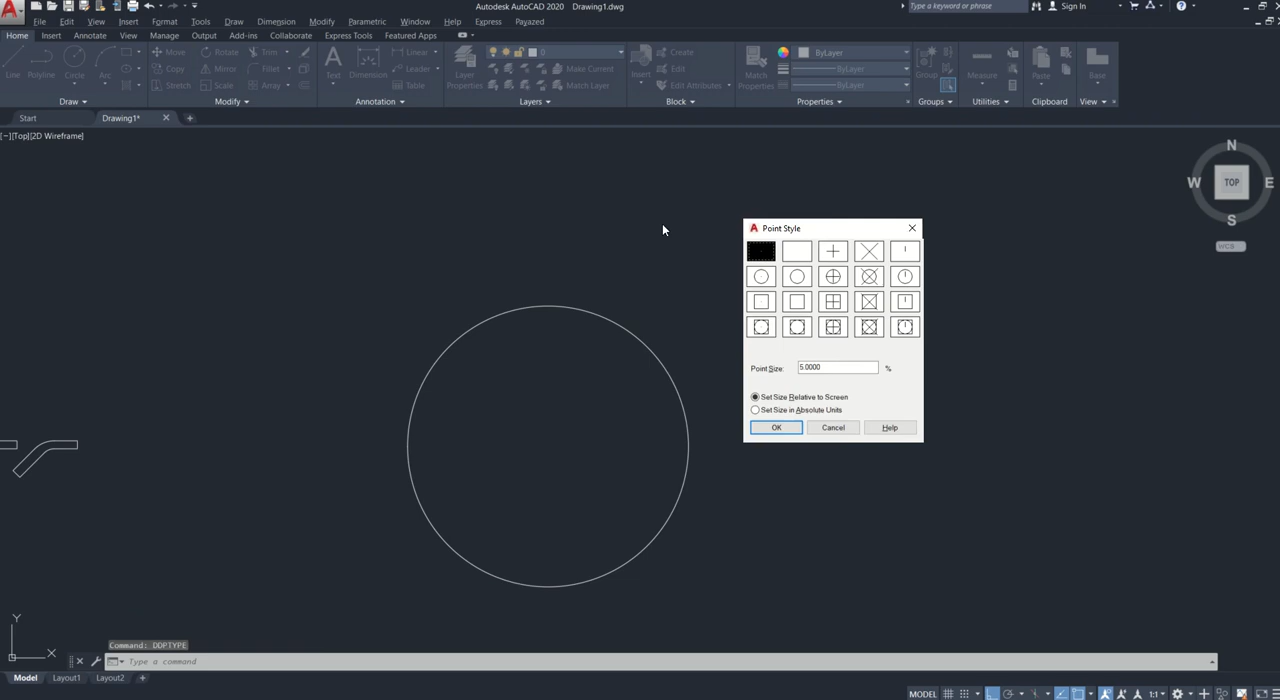 A Autodesk AutoCAD 2020 Drawing1.dwg Type a keyword or phrase Sign In
File Edit View Insert Format Tools Draw Dimension Modify Parametric Window Help Express Payazed
Home Insert Annotate View Manage Output Add-ins Collaborate Express Tools Featured Apps
Line Polyline Circle Arc Move Rotate Trim Text Dimension Linear Layer Properties 0 Insert Create Match Properties ByLayer Group Measure Paste Base
Copy Mirror Fillet Leader Make Current Edit ByLayer
Stretch Scale Array Table Match Layer Edit Attributes ByLayer
Draw Modify Annotation Layers Block Properties Groups Utilities Clipboard View
Start Drawing1*
[−][Top][2D Wireframe]
N
W TOP E
S
WCS
A Point Style
Point Size: 5.0000 %
Set Size Relative to Screen
Set Size in Absolute Units
OK Cancel Help
Y
X
Command: DDPTYPE
Type a command
Model Layout1 Layout2 +
MODEL 1:1